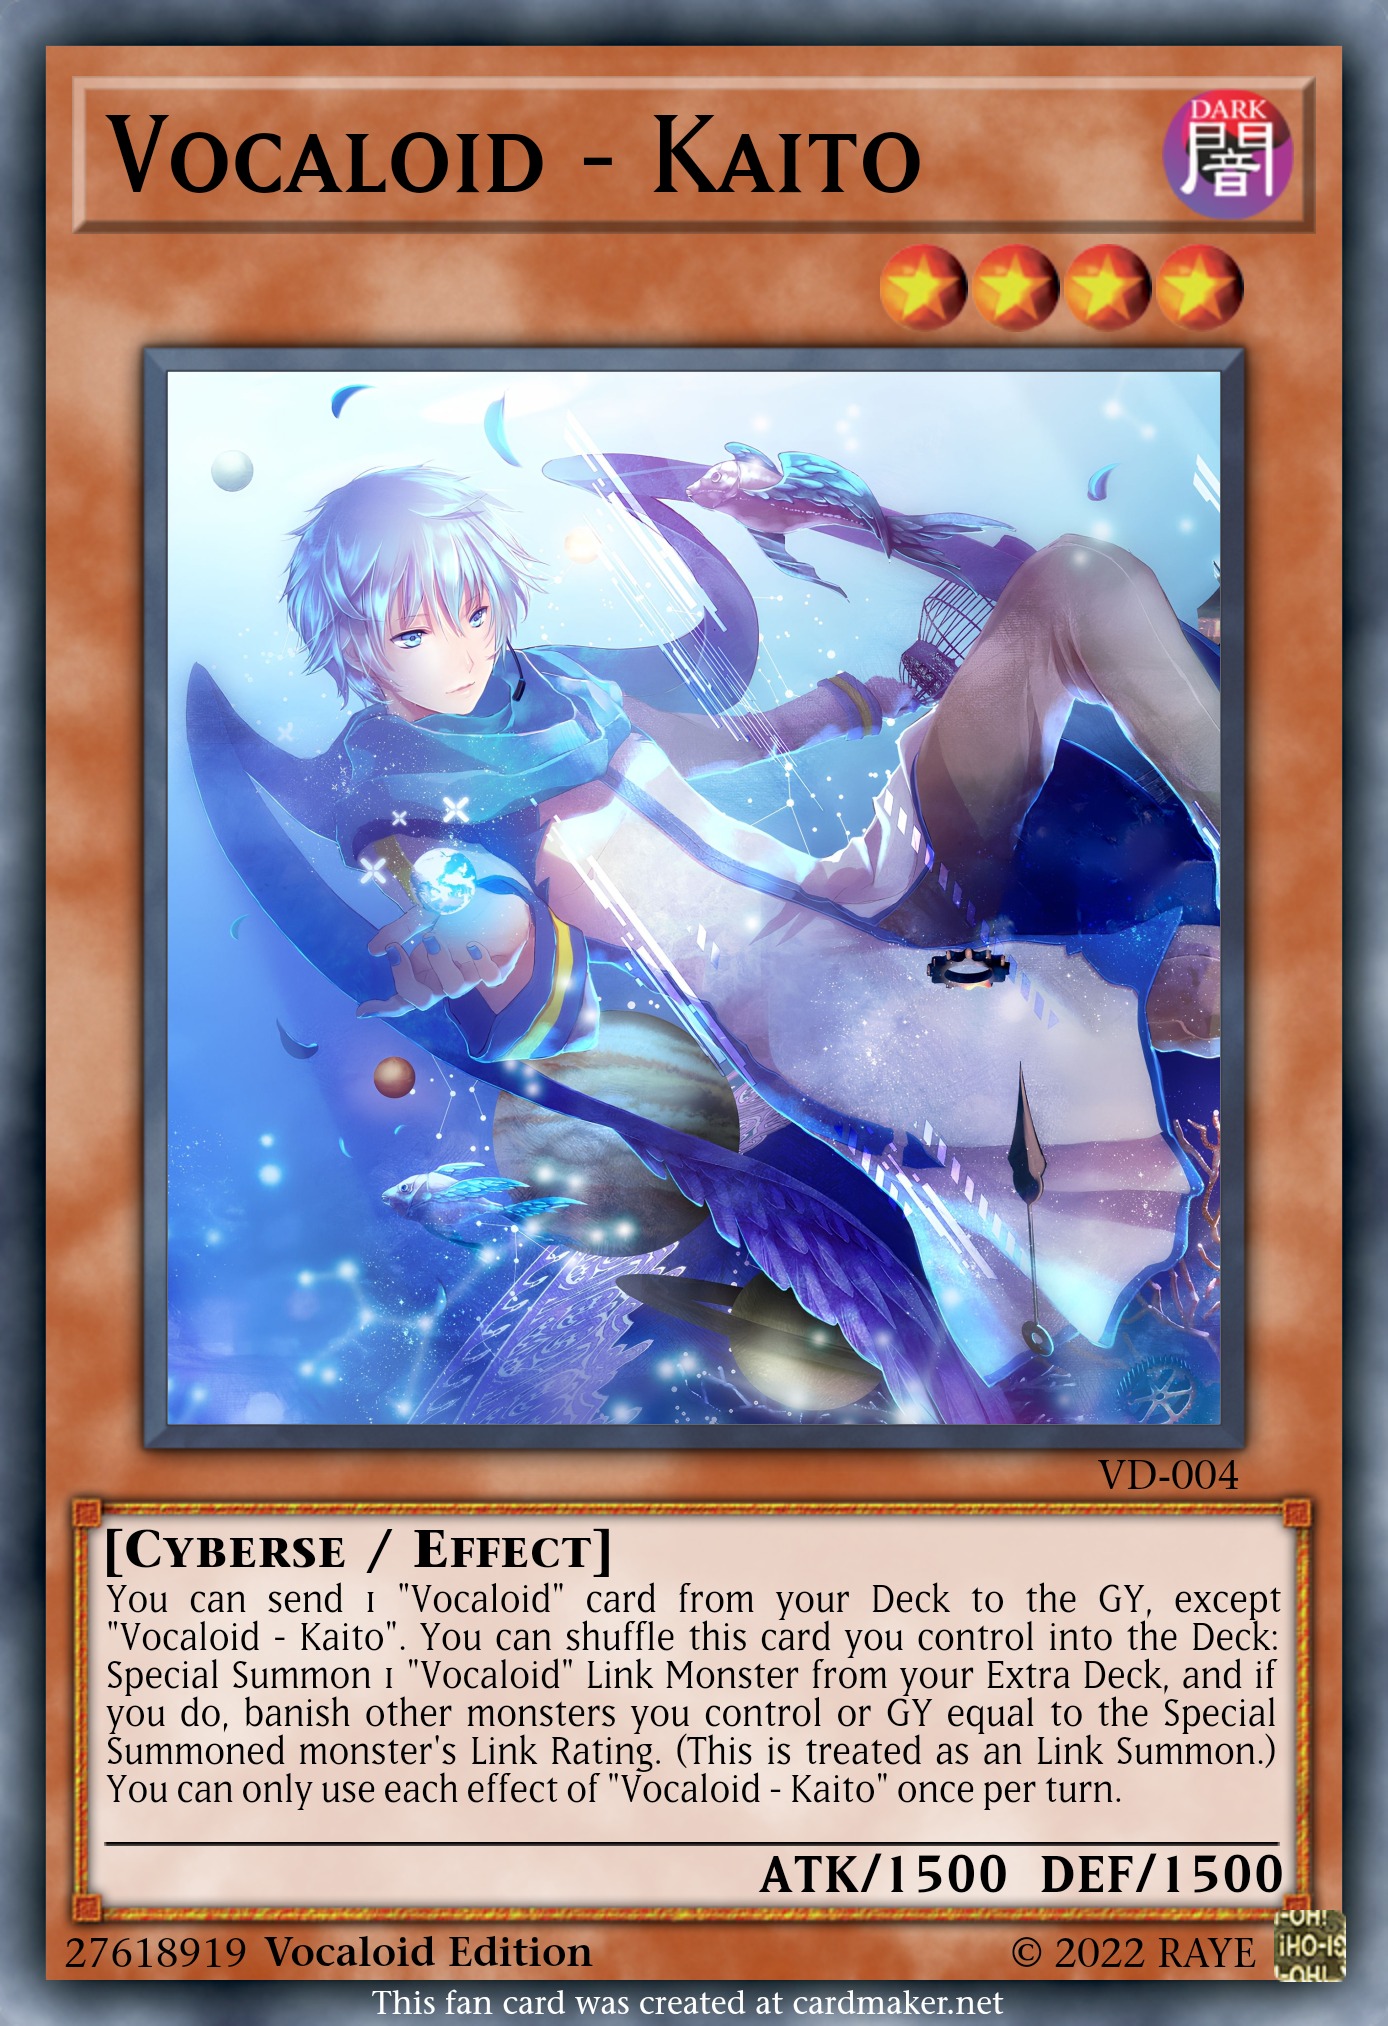 Vocaloid - Kaito
DARK
闇
VD-004
[Cyberse / Effect]
You can send 1 "Vocaloid" card from your Deck to the GY, except
"Vocaloid - Kaito". You can shuffle this card you control into the Deck:
Special Summon 1 "Vocaloid" Link Monster from your Extra Deck, and if
you do, banish other monsters you control or GY equal to the Special
Summoned monster's Link Rating. (This is treated as an Link Summon.)
You can only use each effect of "Vocaloid - Kaito" once per turn.
ATK/1500 DEF/1500
27618919 Vocaloid Edition
© 2022 RAYE
This fan card was created at cardmaker.net